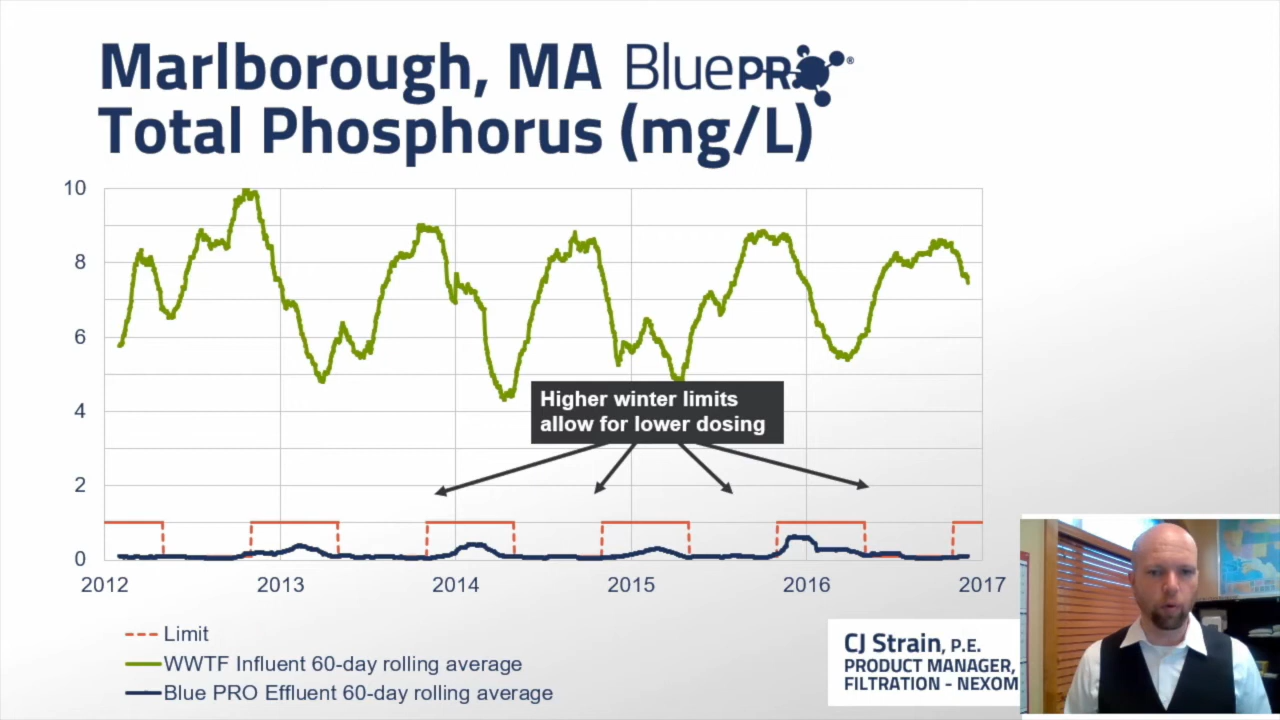 Marlborough, MA BluePRO®
Total Phosphorus (mg/L)
10
8
6
4
2
0
Higher winter limits
allow for lower dosing
2012 2013 2014 2015 2016 2017
Limit
WWTF Influent 60-day rolling average
Blue PRO Effluent 60-day rolling average
CJ Strain, P.E.
PRODUCT MANAGER,
FILTRATION - NEXOM